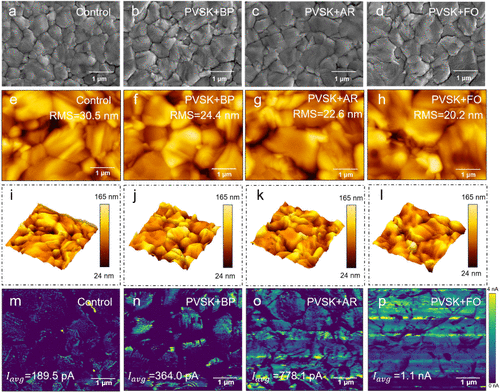 a Control
1 µm
b PVSK+BP
1 µm
c PVSK+AR
1 µm
d PVSK+FO
1 µm
e Control
RMS=30.5 nm
1 µm
f PVSK+BP
RMS=24.4 nm
1 µm
g PVSK+AR
RMS=22.6 nm
1 µm
h PVSK+FO
RMS=20.2 nm
1 µm
i 165 nm
24 nm
j 165 nm
24 nm
k 165 nm
24 nm
l 165 nm
24 nm
m Control
Iavg=189.5 pA
1 µm
n PVSK+BP
Iavg=364.0 pA
1 µm
o PVSK+AR
Iavg=778.1 pA
1 µm
p PVSK+FO
Iavg=1.1 nA
1 µm
4 nA
0 nA